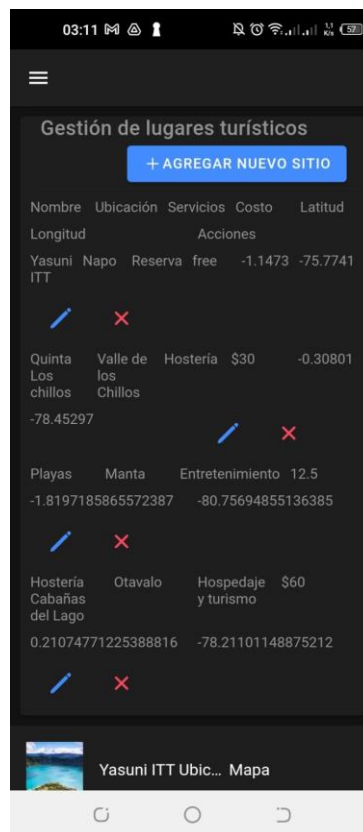 03:11
57
Gestión de lugares turísticos
+ AGREGAR NUEVO SITIO
Nombre Ubicación Servicios Costo Latitud
Longitud Acciones
Yasuni Napo Reserva free -1.1473 -75.7741
ITT
Quinta Valle de Hostería $30 -0.30801
Los los
chillos Chillos
-78.45297
Playas Manta Entretenimiento 12.5
-1.8197185865572387 -80.75694855136385
Hostería Otavalo Hospedaje $60
Cabañas y turismo
del Lago
0.21074771225388816 -78.21101148875212
Yasuni ITT Ubic... Mapa